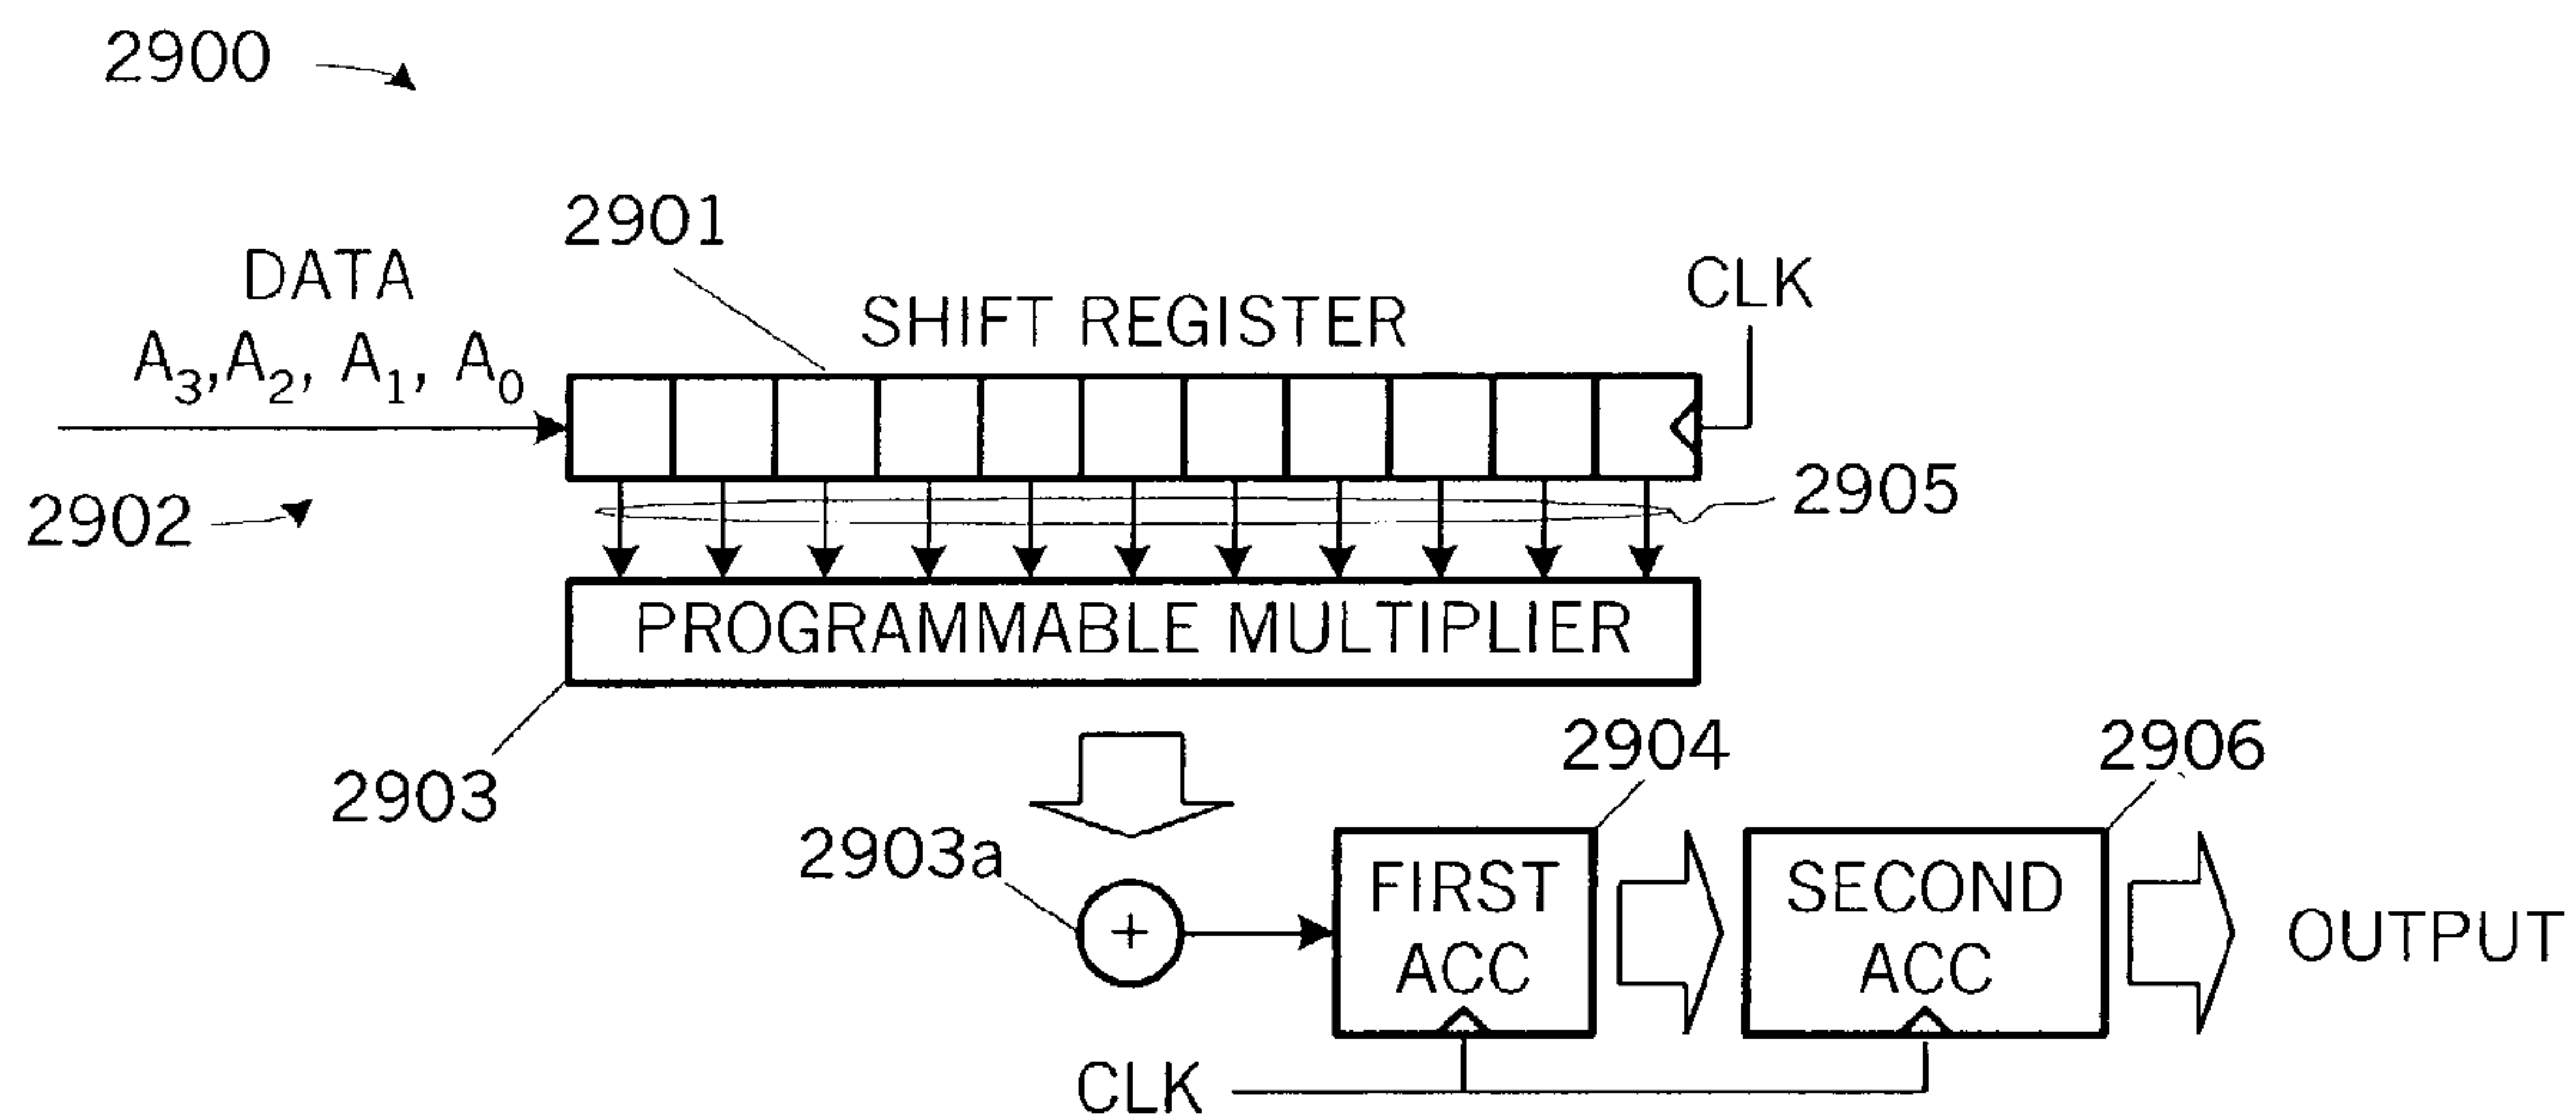 2900
2901
DATA
CLK
SHIFT REGISTER
A3,A2, A1, A0
2902
2905
PROGRAMMABLE MULTIPLIER
2903
2904
2906
2903a
+
FIRST
ACC
SECOND
ACC
OUTPUT
CLK